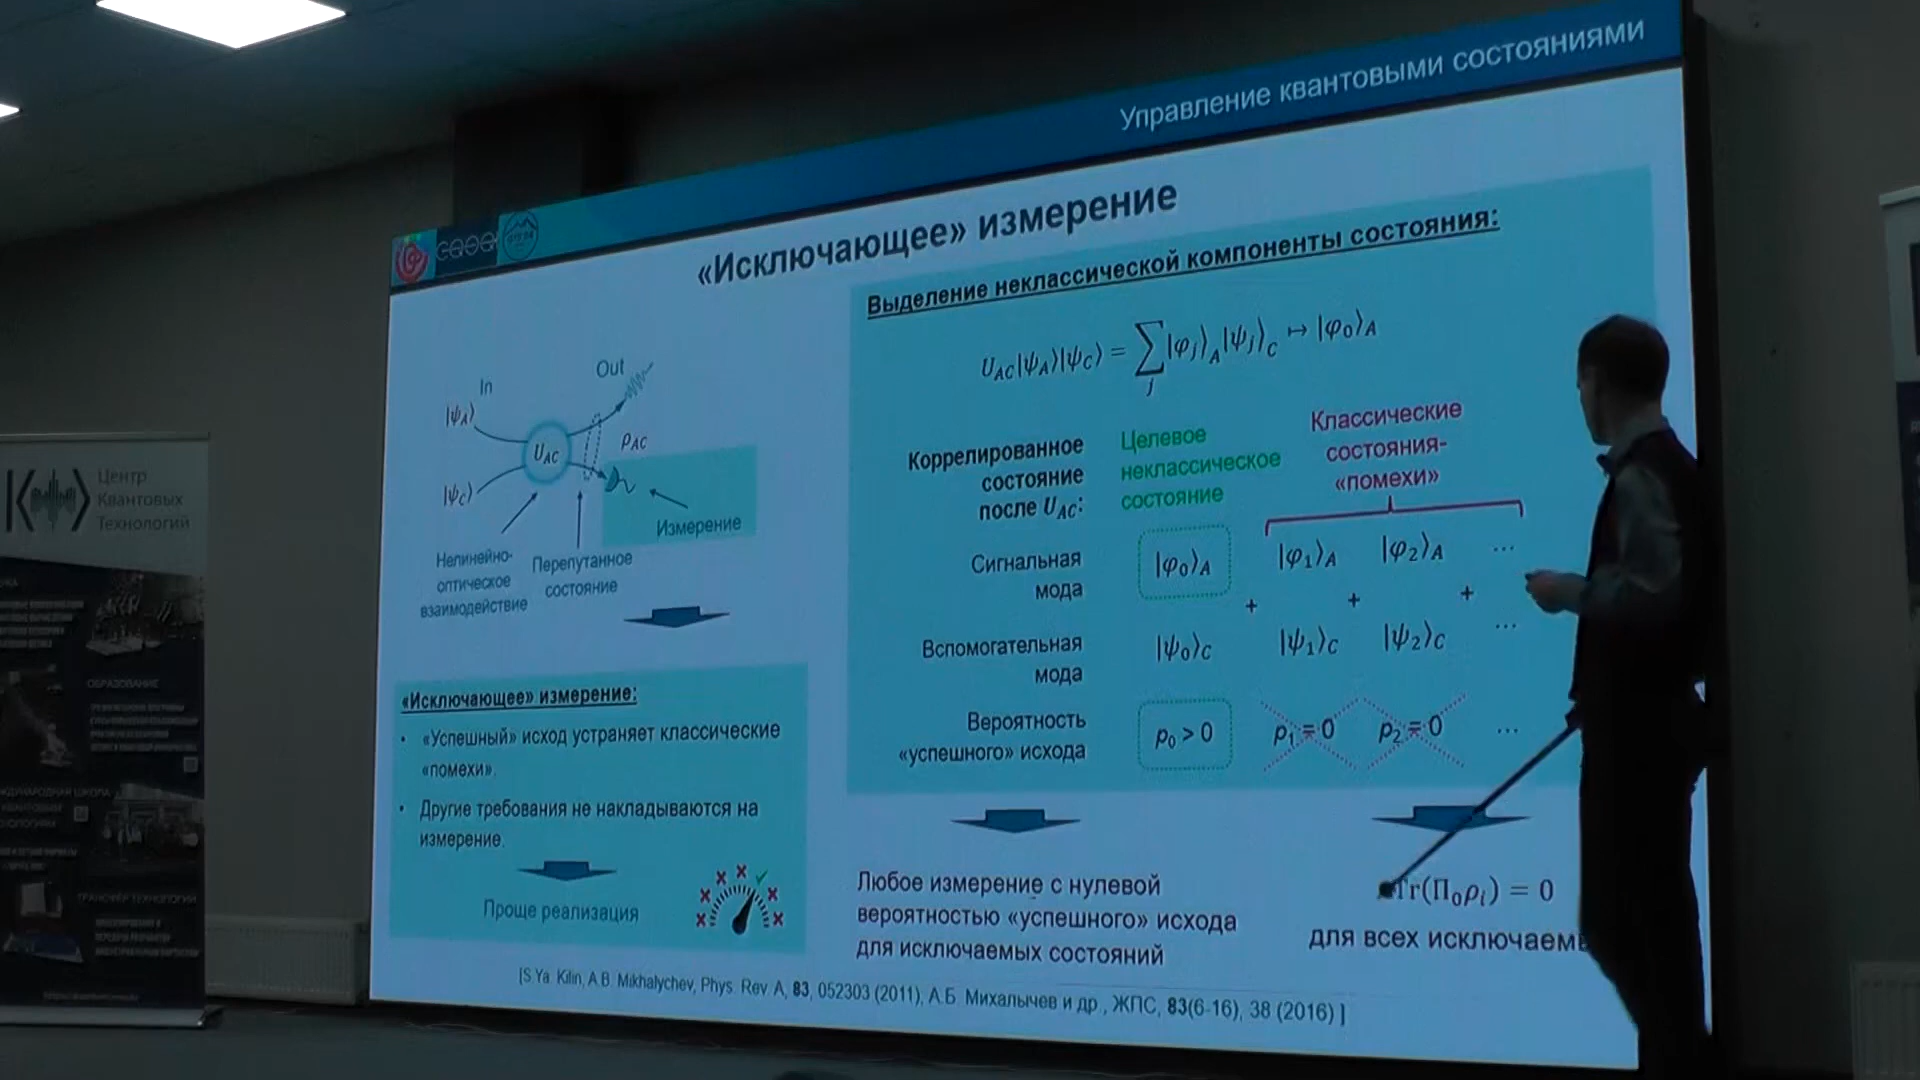 Управление квантовыми состояниями
«Исключающее» измерение
In
Out
|ψ_A⟩
U_AC
ρ_AC
|ψ_C⟩
Измерение
Нелинейно-
оптическое
взаимодействие
Перепутанное
состояние
«Исключающее» измерение:
• «Успешный» исход устраняет классические
«помехи».
• Другие требования не накладываются на
измерение.
Проще реализация
Выделение неклассической компоненты состояния:
U_AC|ψ_A⟩|ψ_C⟩ = ∑_j|φ_j⟩_A|ψ_j⟩_C ↦ |φ_0⟩_A
Коррелированное
состояние
после U_AC:
Целевое
неклассическое
состояние
Классические
состояния-
«помехи»
Сигнальная
мода
|φ_0⟩_A |φ_1⟩_A |φ_2⟩_A ...
+ + +
Вспомогательная
мода
|ψ_0⟩_C |ψ_1⟩_C |ψ_2⟩_C ...
Вероятность
«успешного» исхода
p_0 > 0 p_1 = 0 p_2 = 0 ...
Любое измерение с нулевой
вероятностью «успешного» исхода
для исключаемых состояний
Tr(Π_0ρ_i) = 0
для всех исключаем
[S.Ya. Kilin, A.B. Mikhalychev, Phys. Rev. A, 83, 052303 (2011), А.Б. Михалычев и др., ЖПС, 83(6-16), 38 (2016) ]
Центр
Квантовых
Технологий
ОБРАЗОВАНИЕ
ТРАНСФЕР ТЕХНОЛОГИЙ